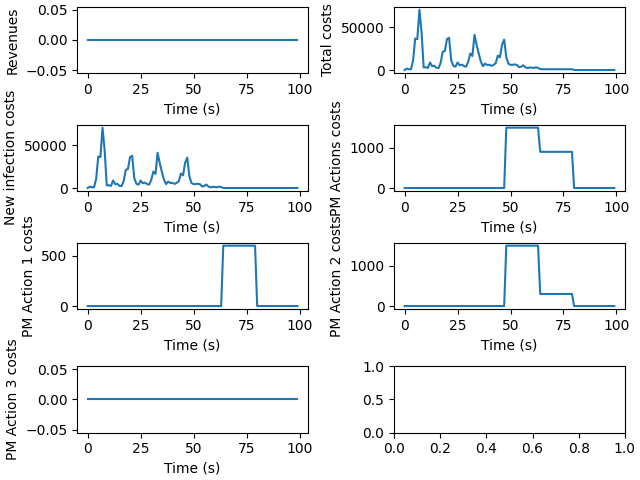 Revenues
0.05
0.00
−0.05
0 25 50 75 100
Time (s)
Total costs
50000
0
0 25 50 75 100
Time (s)
New infection costs
50000
0
0 25 50 75 100
Time (s)
PM Actions costs
1000
0
0 25 50 75 100
Time (s)
PM Action 1 costs
500
0
0 25 50 75 100
Time (s)
PM Action 2 costs
1000
0
0 25 50 75 100
Time (s)
PM Action 3 costs
0.05
0.00
−0.05
0 25 50 75 100
Time (s)
1.0
0.5
0.0
0.0 0.2 0.4 0.6 0.8 1.0